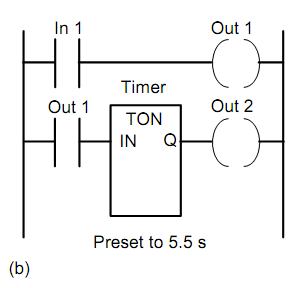 In 1 Out 1
Timer
Out 1 TON Out 2
IN Q
Preset to 5.5 s
(b)